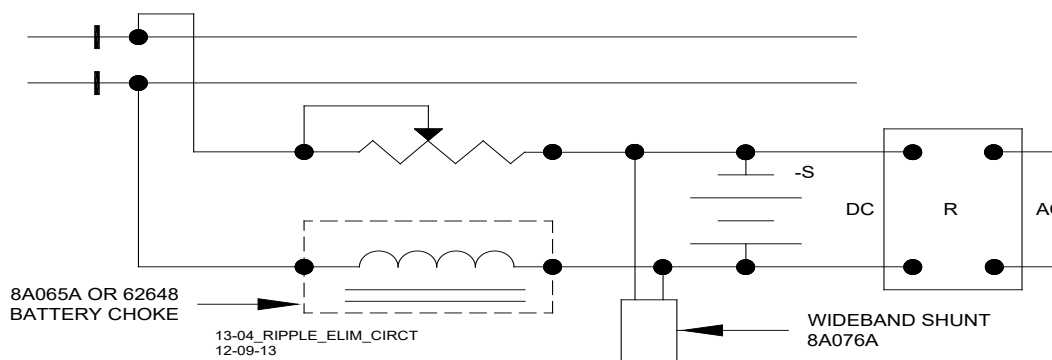 -S
DC
R
8A065A OR 62648
BATTERY CHOKE
13-04_RIPPLE_ELIM_CIRCT
12-09-13
WIDEBAND SHUNT
8A076A